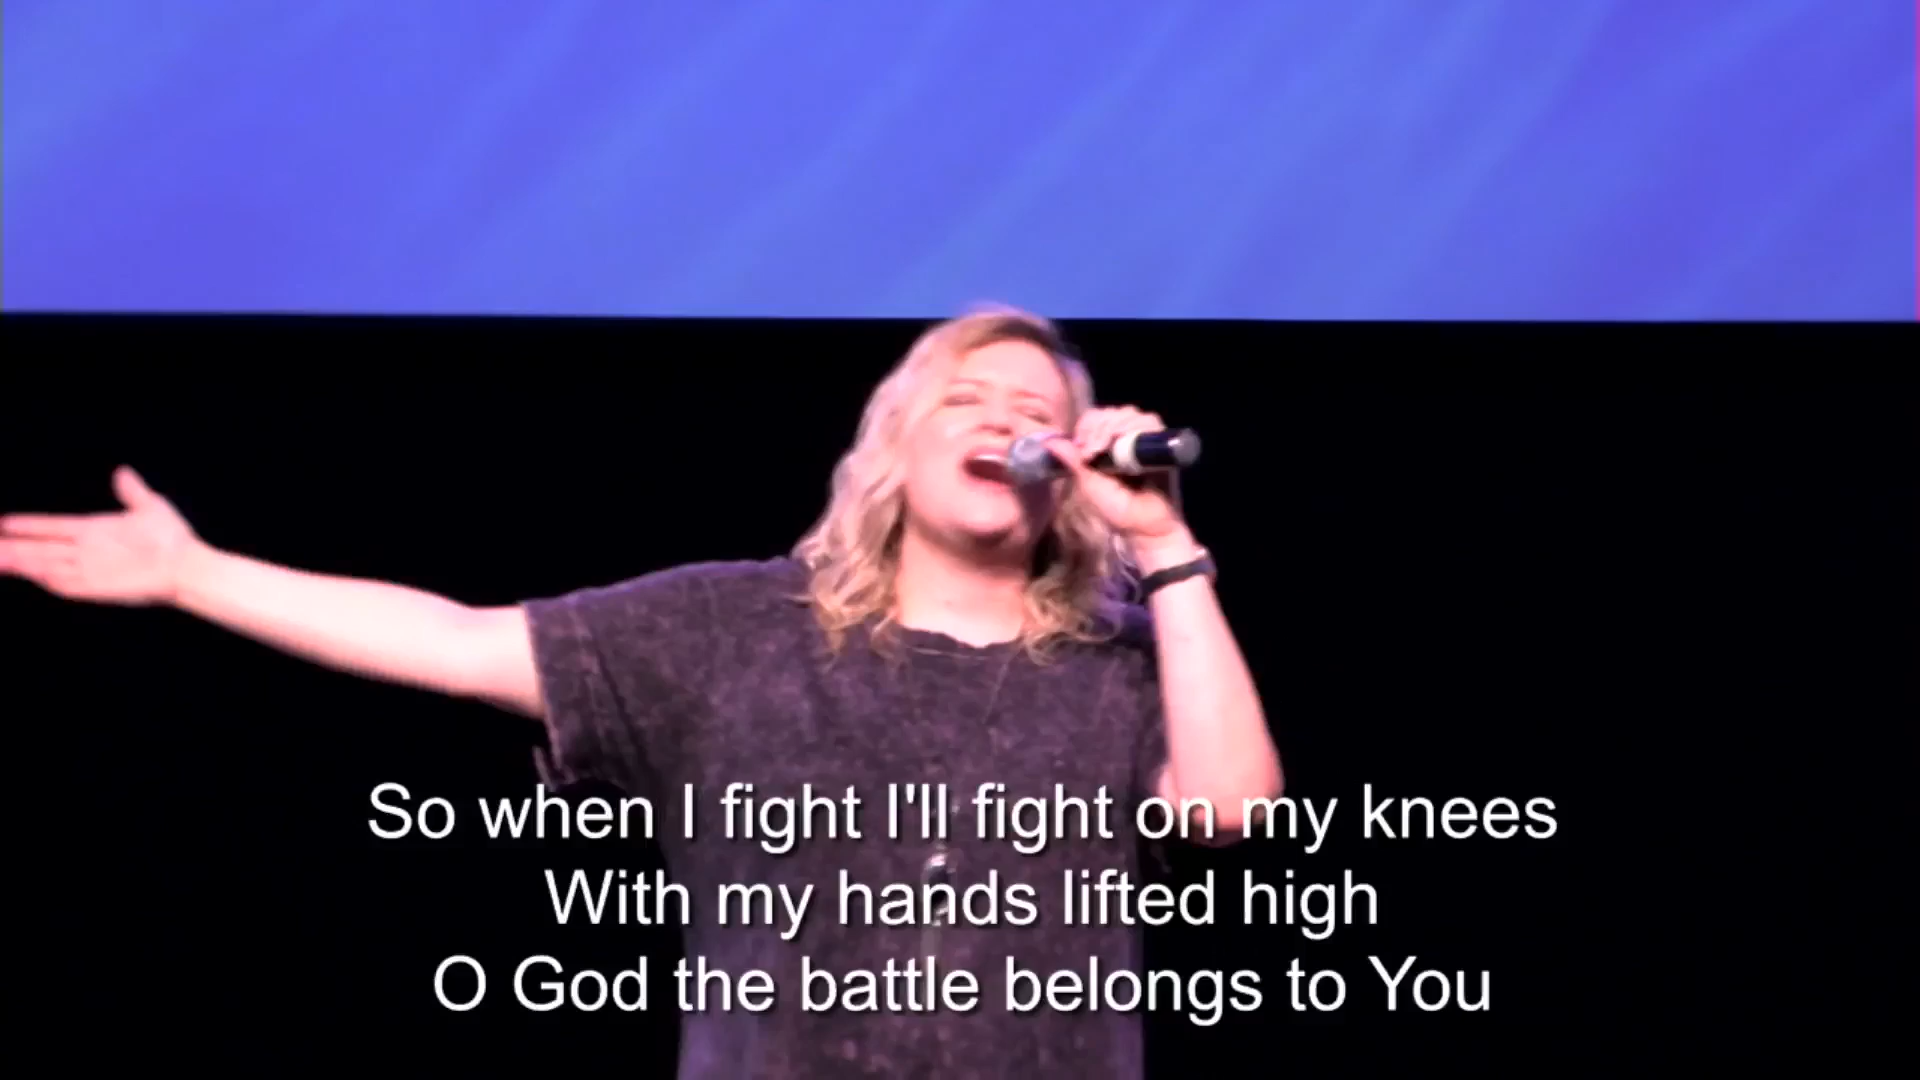 So when I fight I'll fight on my knees
With my hands lifted high
O God the battle belongs to You